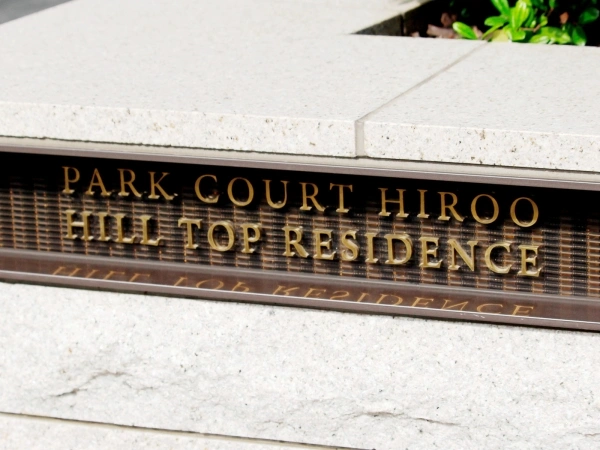 PARK COURT HIROO
HILL TOP RESIDENCE